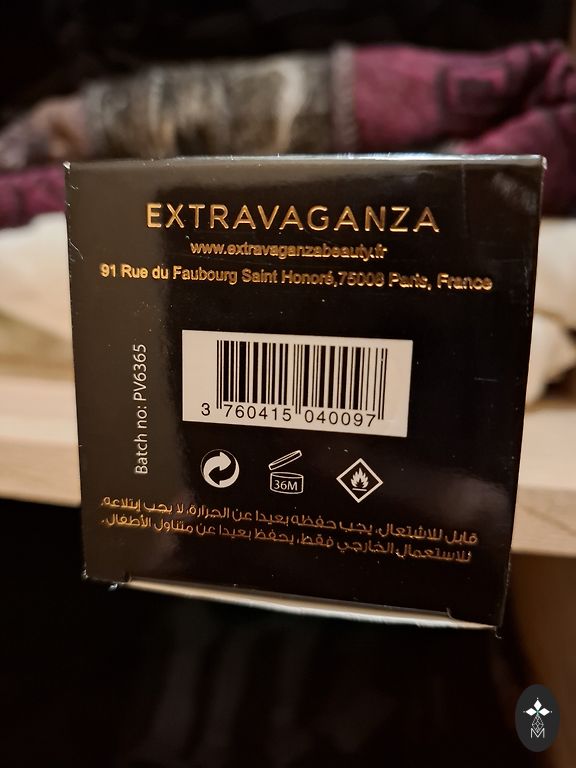 EXTRAVAGANZA
www.extravaganzabeauty.fr
91 Rue du Faubourg Saint Honoré,75008 Paris, France
Batch no: PV6365
3 760415 040097
36M
قابل للاشتعال، يجب حفظه بعيدا عن الحرارة، لا يجب إبتلاعه،
للاستعمال الخارجي فقط، يحفظ بعيدا عن متناول الأطفال.
M